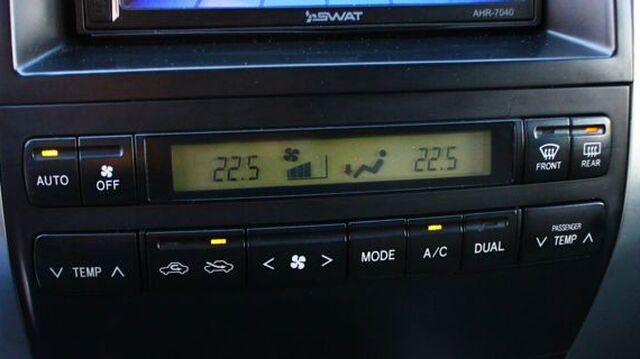 SWAT AHR-7040
AUTO OFF 22.5 22.5 FRONT REAR
TEMP MODE A/C DUAL PASSENGER TEMP